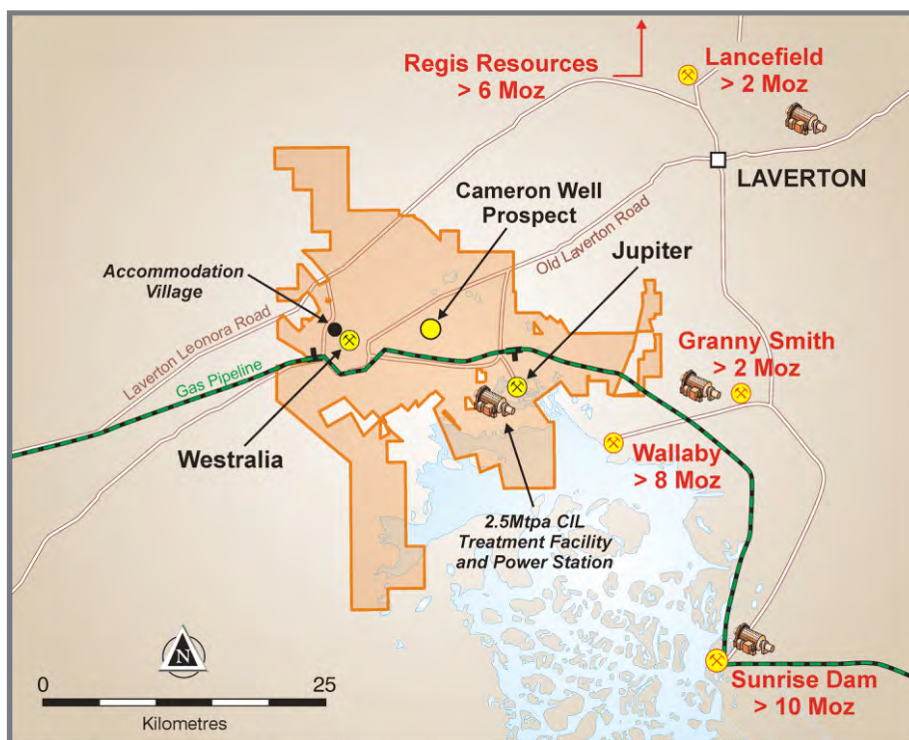 Regis Resources
> 6 Moz
Lancefield
> 2 Moz
LAVERTON
Cameron Well
Prospect
Old Laverton Road
Jupiter
Accommodation
Village
Laverton Leonora Road
Gas Pipeline
Granny Smith
> 2 Moz
Westralia
Wallaby
> 8 Moz
2.5Mtpa CIL
Treatment Facility
and Power Station
N
0 25
Kilometres
Sunrise Dam
> 10 Moz